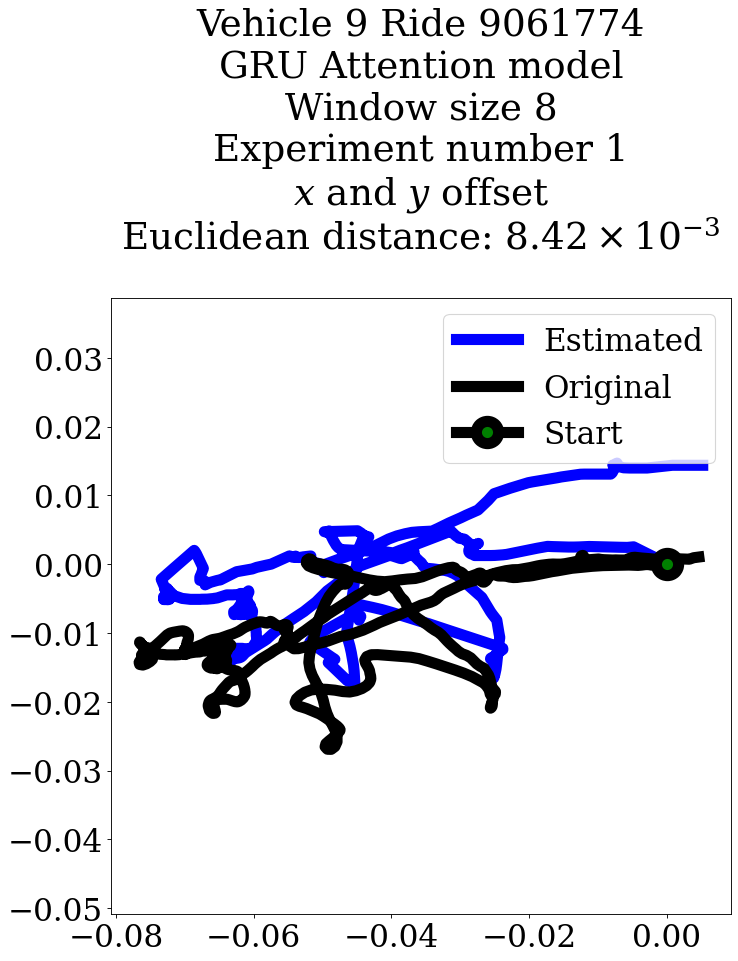 Vehicle 9 Ride 9061774
GRU Attention model
Window size 8
Experiment number 1
x and y offset
Euclidean distance: 8.42 × 10⁻³
Estimated
Original
Start
0.03
0.02
0.01
0.00
−0.01
−0.02
−0.03
−0.04
−0.05
−0.08
−0.06
−0.04
−0.02
0.00